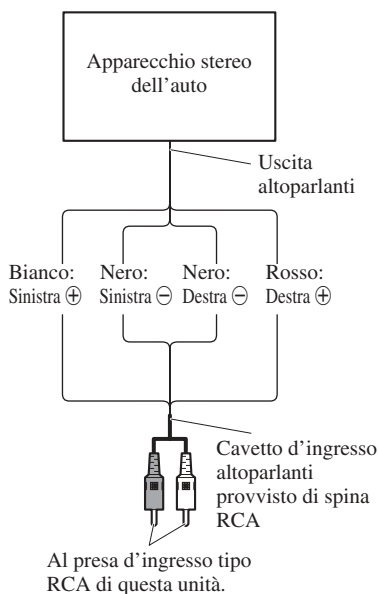 Apparecchio stereo
dell'auto
Uscita
altoparlanti
Bianco:
Sinistra ⊕
Nero:
Sinistra ⊖
Nero:
Destra ⊖
Rosso:
Destra ⊕
Cavetto d'ingresso
altoparlanti
provvisto di spina
RCA
Al presa d'ingresso tipo
RCA di questa unità.